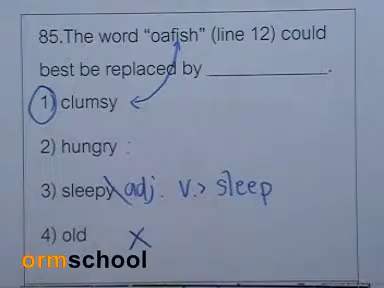 85.The word “oafish” (line 12) could
best be replaced by ____________.
1) clumsy
2) hungry
3) sleepy adj. v.> sleep
4) old X
ormschool